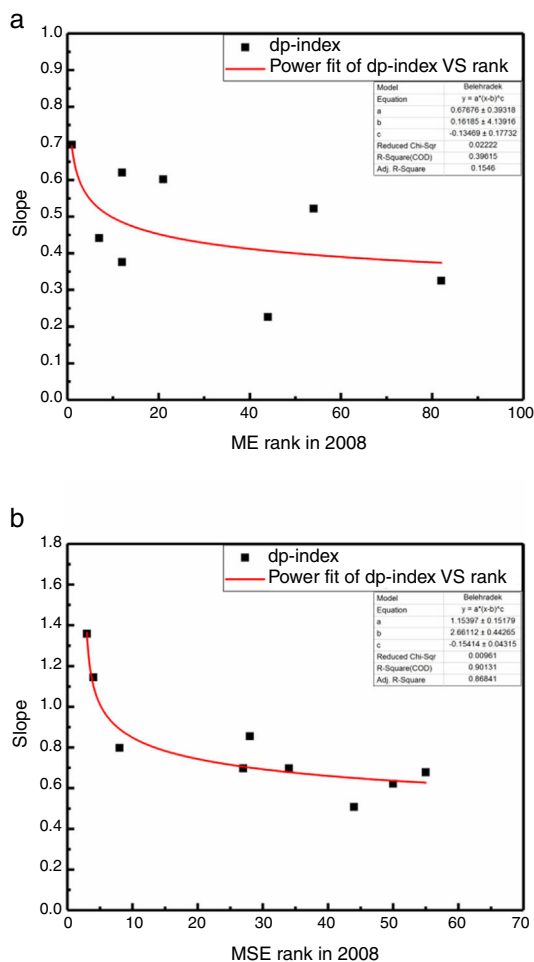 a
1.0
0.9
0.8
0.7
0.6
0.5
0.4
0.3
0.2
0.1
0.0
Slope
dp-index
Power fit of dp-index VS rank
Model Belehradek
Equation y = a*(x-b)^c
a 0.67676 ± 0.39318
b 0.16185 ± 4.13916
c -0.13469 ± 0.17732
Reduced Chi-Sqr 0.02222
R-Square(COD) 0.39615
Adj. R-Square 0.1546
0 20 40 60 80 100
ME rank in 2008
b
1.8
1.6
1.4
1.2
1.0
0.8
0.6
0.4
0.2
0.0
Slope
dp-index
Power fit of dp-index VS rank
Model Belehradek
Equation y = a*(x-b)^c
a 1.15397 ± 0.15179
b 2.66112 ± 0.44265
c -0.15414 ± 0.04315
Reduced Chi-Sqr 0.00961
R-Square(COD) 0.90131
Adj. R-Square 0.86841
0 10 20 30 40 50 60 70
MSE rank in 2008